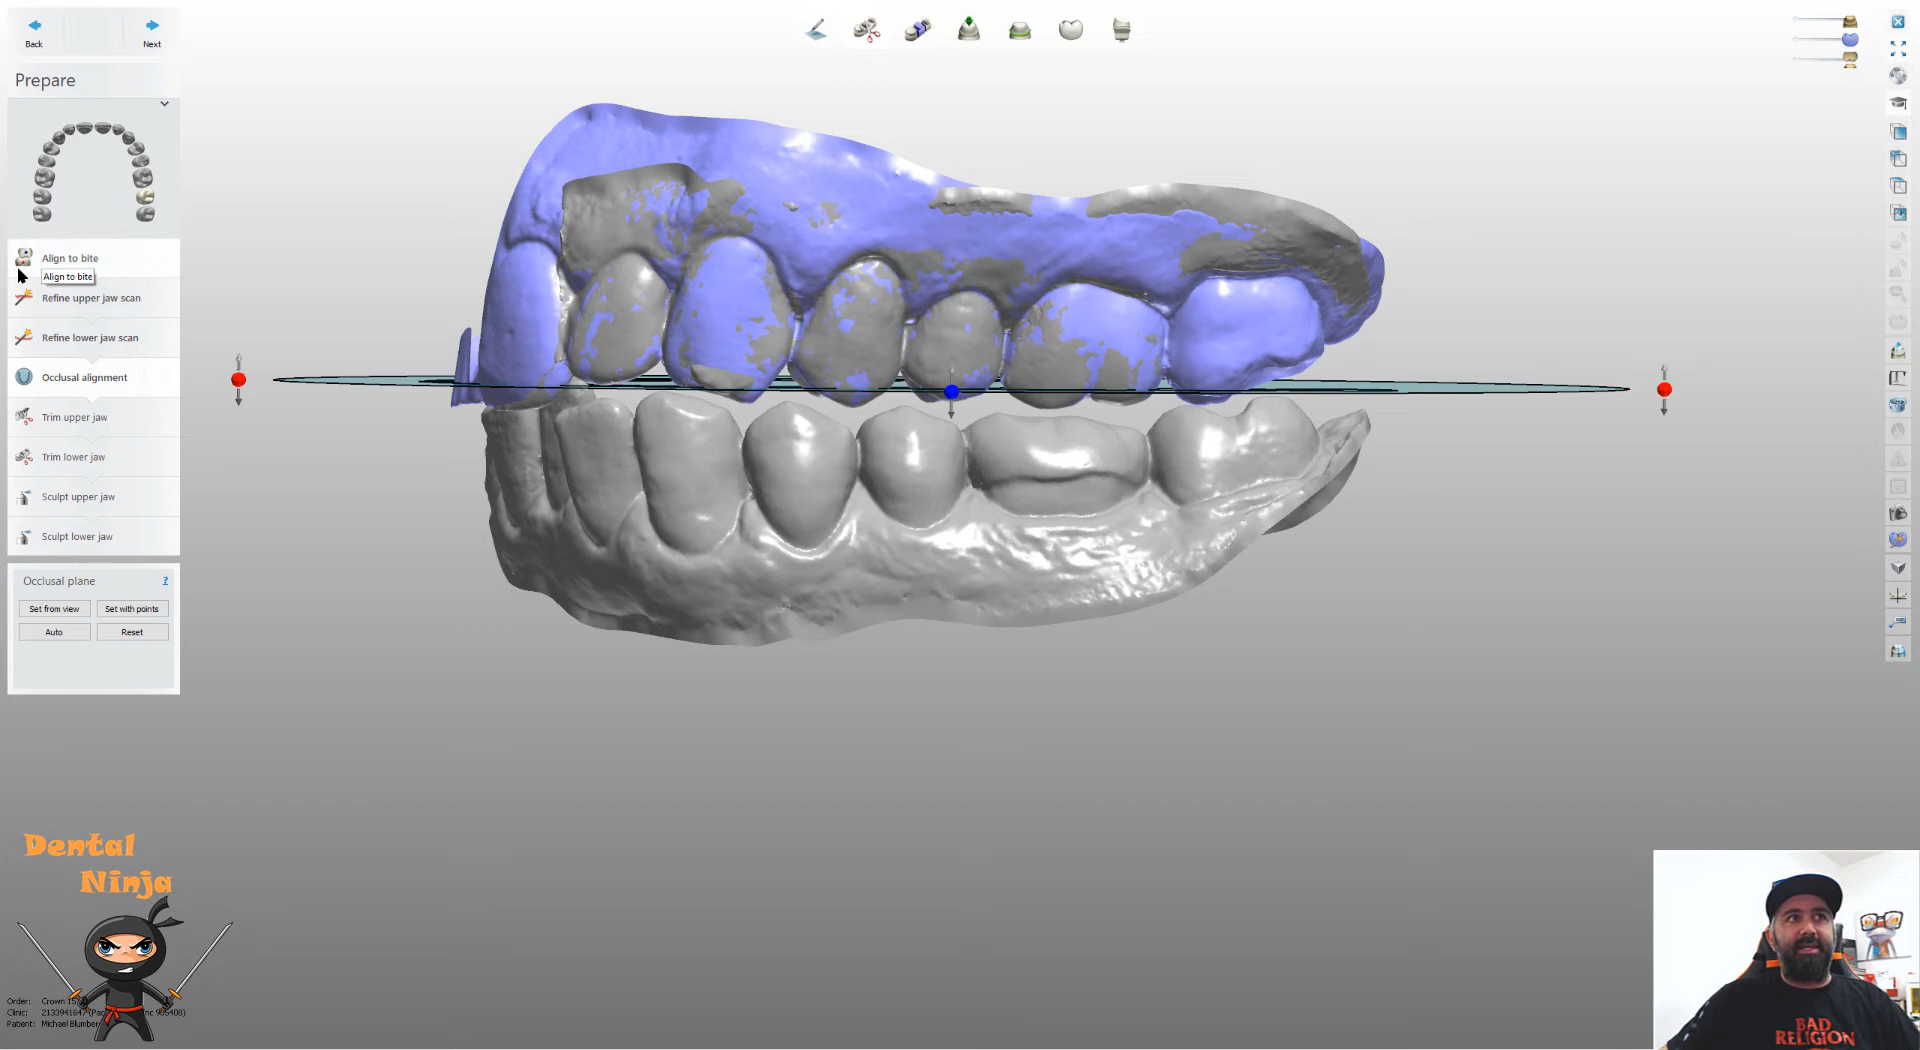 Back
Next
Prepare
Align to bite
Align to bite
Refine upper jaw scan
Refine lower jaw scan
Occlusal alignment
Trim upper jaw
Trim lower jaw
Sculpt upper jaw
Sculpt lower jaw
Occlusal plane ?
Set from view
Set with points
Auto
Reset
Dental
Ninja
Order: Crown
Clinic:
Patient: Michael
BAD
RELIGION